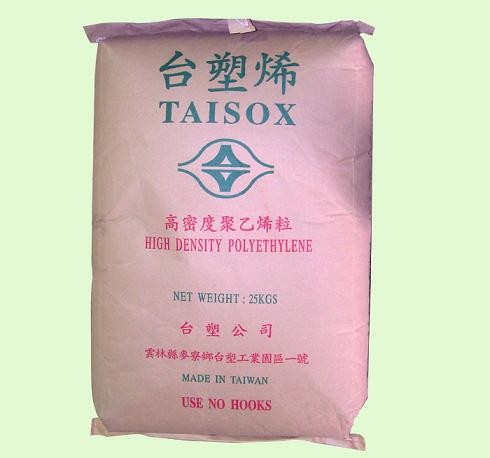 台塑烯
TAISOX
高密度聚乙烯粒
HIGH DENSITY POLYETHYLENE
NET WEIGHT : 25KGS
台塑公司
雲林縣麥寮鄉台塑工業園區一號
MADE IN TAIWAN
USE NO HOOKS